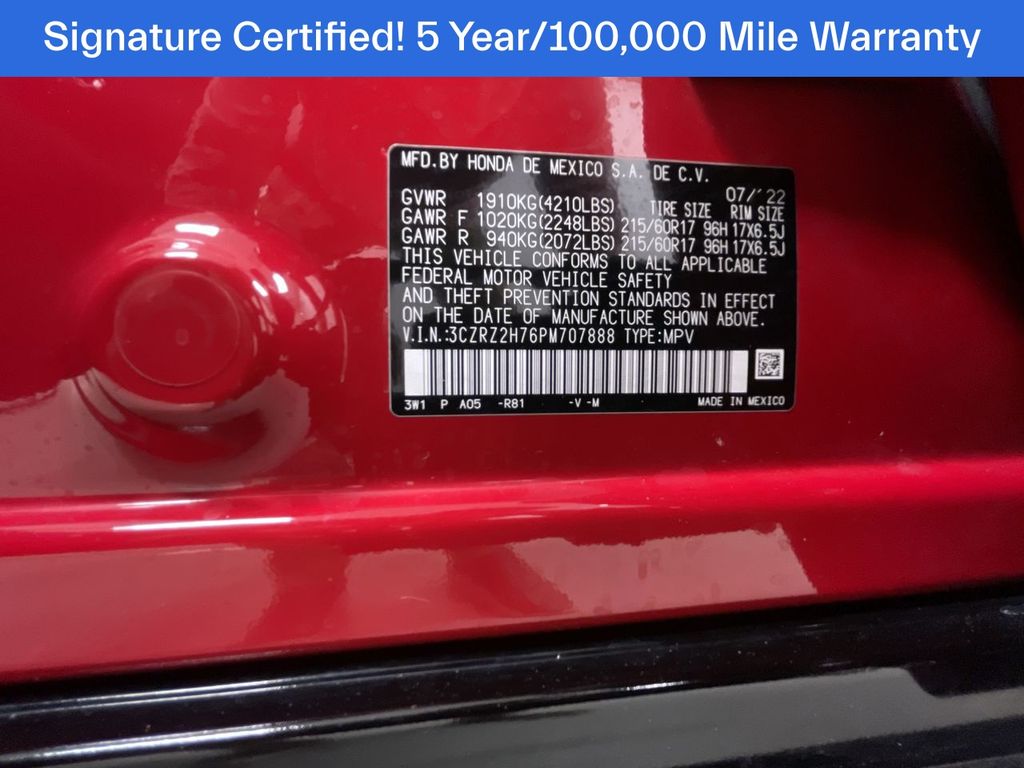 Signature Certified! 5 Year/100,000 Mile Warranty
MFD.BY HONDA DE MEXICO S.A. DE C.V.
07/'22
GVWR 1910KG(4210LBS) TIRE SIZE RIM SIZE
GAWR F 1020KG(2248LBS) 215/60R17 96H 17X6.5J
GAWR R 940KG(2072LBS) 215/60R17 96H 17X6.5J
THIS VEHICLE CONFORMS TO ALL APPLICABLE
FEDERAL MOTOR VEHICLE SAFETY
AND THEFT PREVENTION STANDARDS IN EFFECT
ON THE DATE OF MANUFACTURE SHOWN ABOVE.
V.I.N.:3CZRZ2H76PM707888 TYPE:MPV
3W1 P A05 -R81 -V -M MADE IN MEXICO